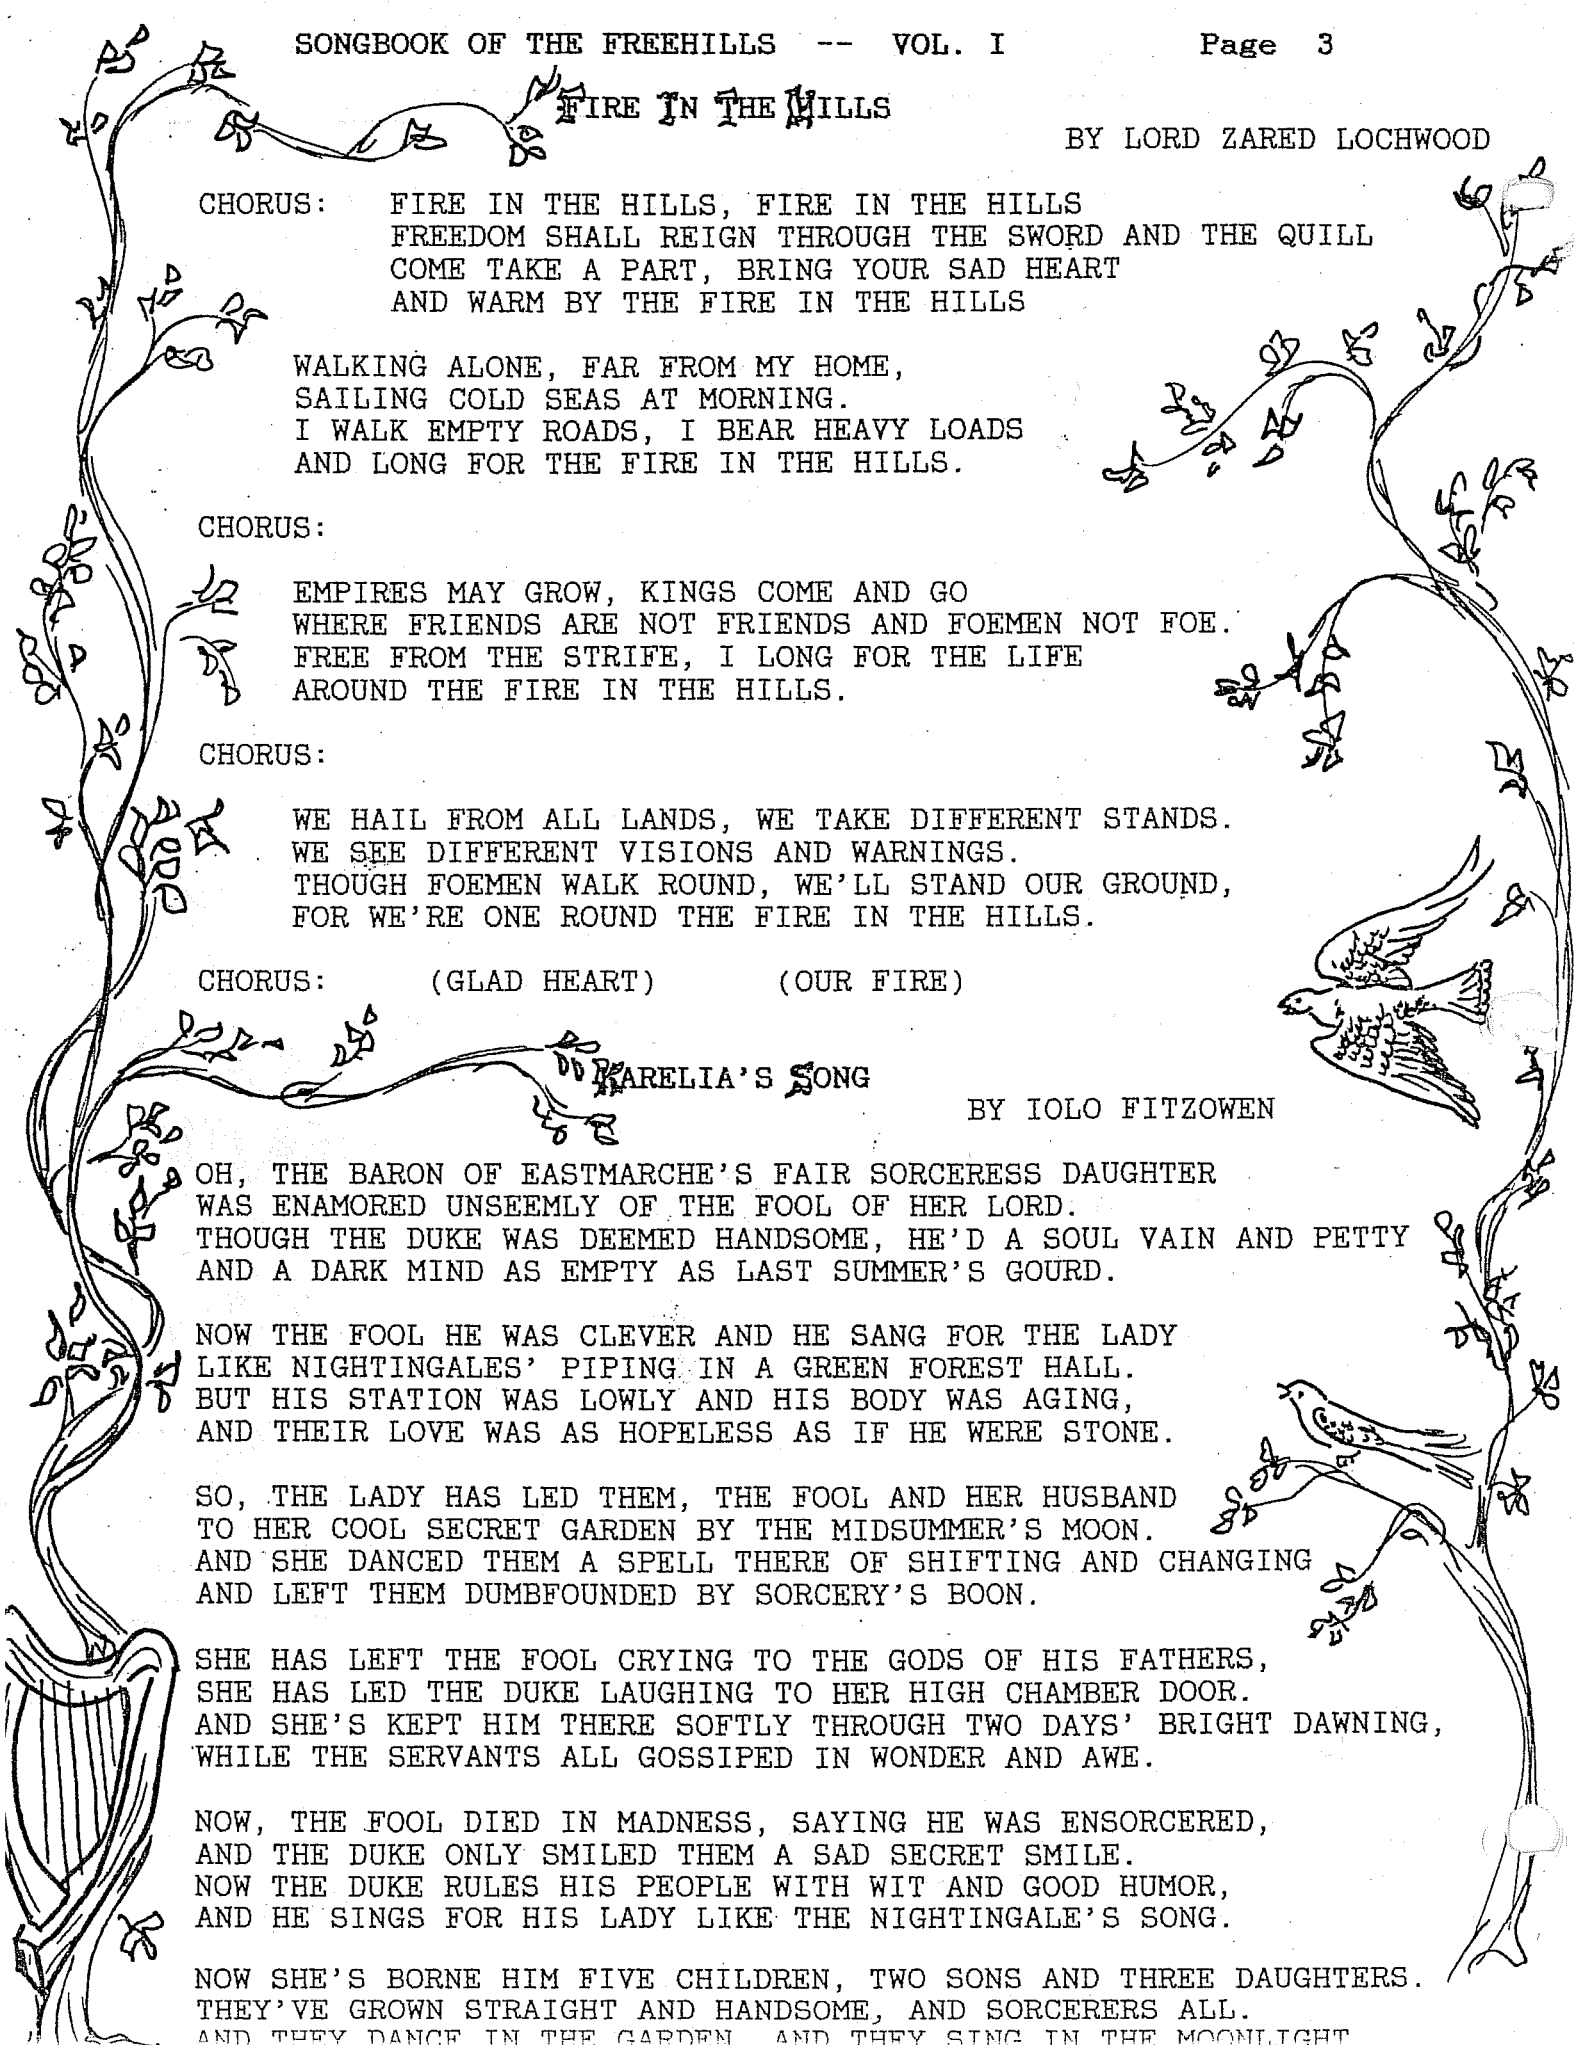 SONGBOOK OF THE FREEHILLS -- VOL. I Page 3
FIRE IN THE HILLS
BY LORD ZARED LOCHWOOD
CHORUS: FIRE IN THE HILLS, FIRE IN THE HILLS
FREEDOM SHALL REIGN THROUGH THE SWORD AND THE QUILL
COME TAKE A PART, BRING YOUR SAD HEART
AND WARM BY THE FIRE IN THE HILLS
WALKING ALONE, FAR FROM MY HOME,
SAILING COLD SEAS AT MORNING.
I WALK EMPTY ROADS, I BEAR HEAVY LOADS
AND LONG FOR THE FIRE IN THE HILLS.
CHORUS:
EMPIRES MAY GROW, KINGS COME AND GO
WHERE FRIENDS ARE NOT FRIENDS AND FOEMEN NOT FOE.
FREE FROM THE STRIFE, I LONG FOR THE LIFE
AROUND THE FIRE IN THE HILLS.
CHORUS:
WE HAIL FROM ALL LANDS, WE TAKE DIFFERENT STANDS.
WE SEE DIFFERENT VISIONS AND WARNINGS.
THOUGH FOEMEN WALK ROUND, WE'LL STAND OUR GROUND,
FOR WE'RE ONE ROUND THE FIRE IN THE HILLS.
CHORUS: (GLAD HEART) (OUR FIRE)
KARELIA'S SONG
BY IOLO FITZOWEN
OH, THE BARON OF EASTMARCHE'S FAIR SORCERESS DAUGHTER
WAS ENAMORED UNSEEMLY OF THE FOOL OF HER LORD.
THOUGH THE DUKE WAS DEEMED HANDSOME, HE'D A SOUL VAIN AND PETTY
AND A DARK MIND AS EMPTY AS LAST SUMMER'S GOURD.
NOW THE FOOL HE WAS CLEVER AND HE SANG FOR THE LADY
LIKE NIGHTINGALES' PIPING IN A GREEN FOREST HALL.
BUT HIS STATION WAS LOWLY AND HIS BODY WAS AGING,
AND THEIR LOVE WAS AS HOPELESS AS IF HE WERE STONE.
SO, THE LADY HAS LED THEM, THE FOOL AND HER HUSBAND
TO HER COOL SECRET GARDEN BY THE MIDSUMMER'S MOON.
AND SHE DANCED THEM A SPELL THERE OF SHIFTING AND CHANGING
AND LEFT THEM DUMBFOUNDED BY SORCERY'S BOON.
SHE HAS LEFT THE FOOL CRYING TO THE GODS OF HIS FATHERS,
SHE HAS LED THE DUKE LAUGHING TO HER HIGH CHAMBER DOOR.
AND SHE'S KEPT HIM THERE SOFTLY THROUGH TWO DAYS' BRIGHT DAWNING,
WHILE THE SERVANTS ALL GOSSIPED IN WONDER AND AWE.
NOW, THE FOOL DIED IN MADNESS, SAYING HE WAS ENSORCERED,
AND THE DUKE ONLY SMILED THEM A SAD SECRET SMILE.
NOW THE DUKE RULES HIS PEOPLE WITH WIT AND GOOD HUMOR,
AND HE SINGS FOR HIS LADY LIKE THE NIGHTINGALE'S SONG.
NOW SHE'S BORNE HIM FIVE CHILDREN, TWO SONS AND THREE DAUGHTERS.
THEY'VE GROWN STRAIGHT AND HANDSOME, AND SORCERERS ALL.
AND THEY DANCE IN THE GARDEN AND THEY SING IN THE MOONLIGHT